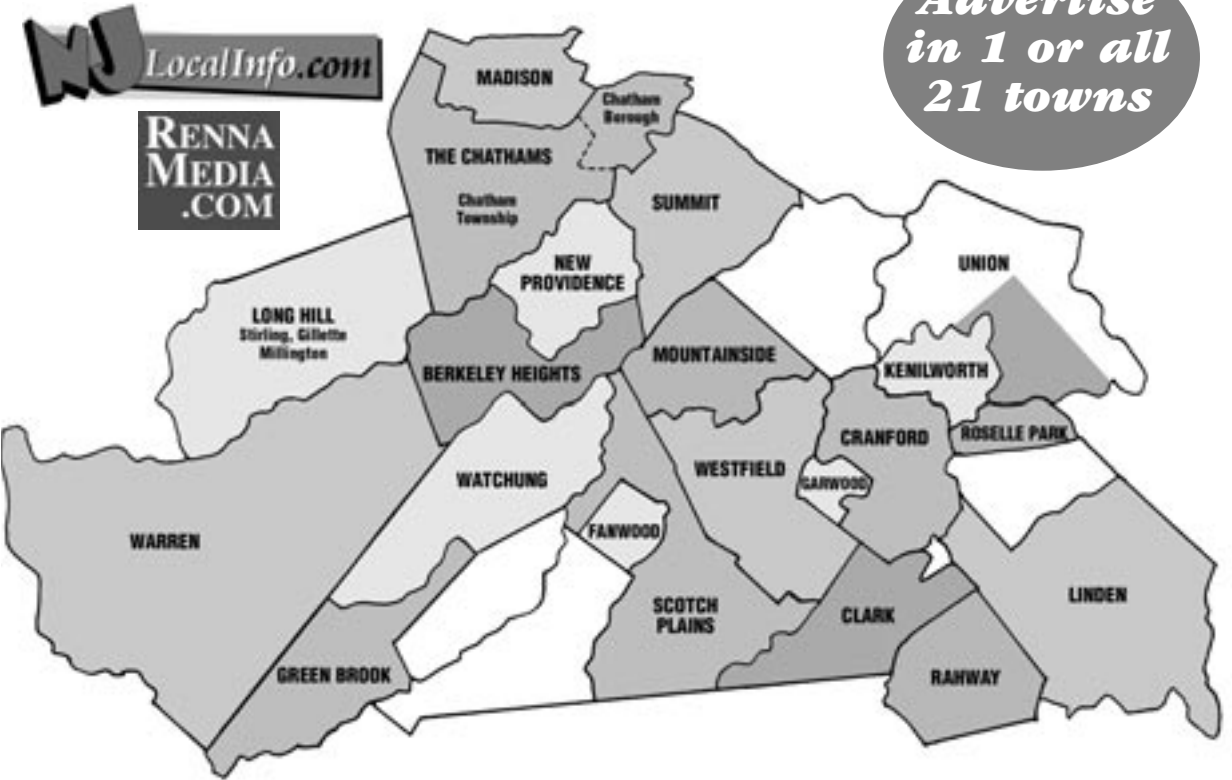 NJ LocalInfo.com
RENNA
MEDIA
.COM
Advertise
in 1 or all
21 towns
MADISON
Chatham
Borough
THE CHATHAMS
Chatham
Township
SUMMIT
NEW
PROVIDENCE
UNION
LONG HILL
Stirling, Gillette
Millington
BERKELEY HEIGHTS
MOUNTAINSIDE
KENILWORTH
CRANFORD
ROSELLE PARK
WATCHUNG
WESTFIELD
GARWOOD
WARREN
FANWOOD
SCOTCH
PLAINS
CLARK
LINDEN
GREEN BROOK
RAHWAY